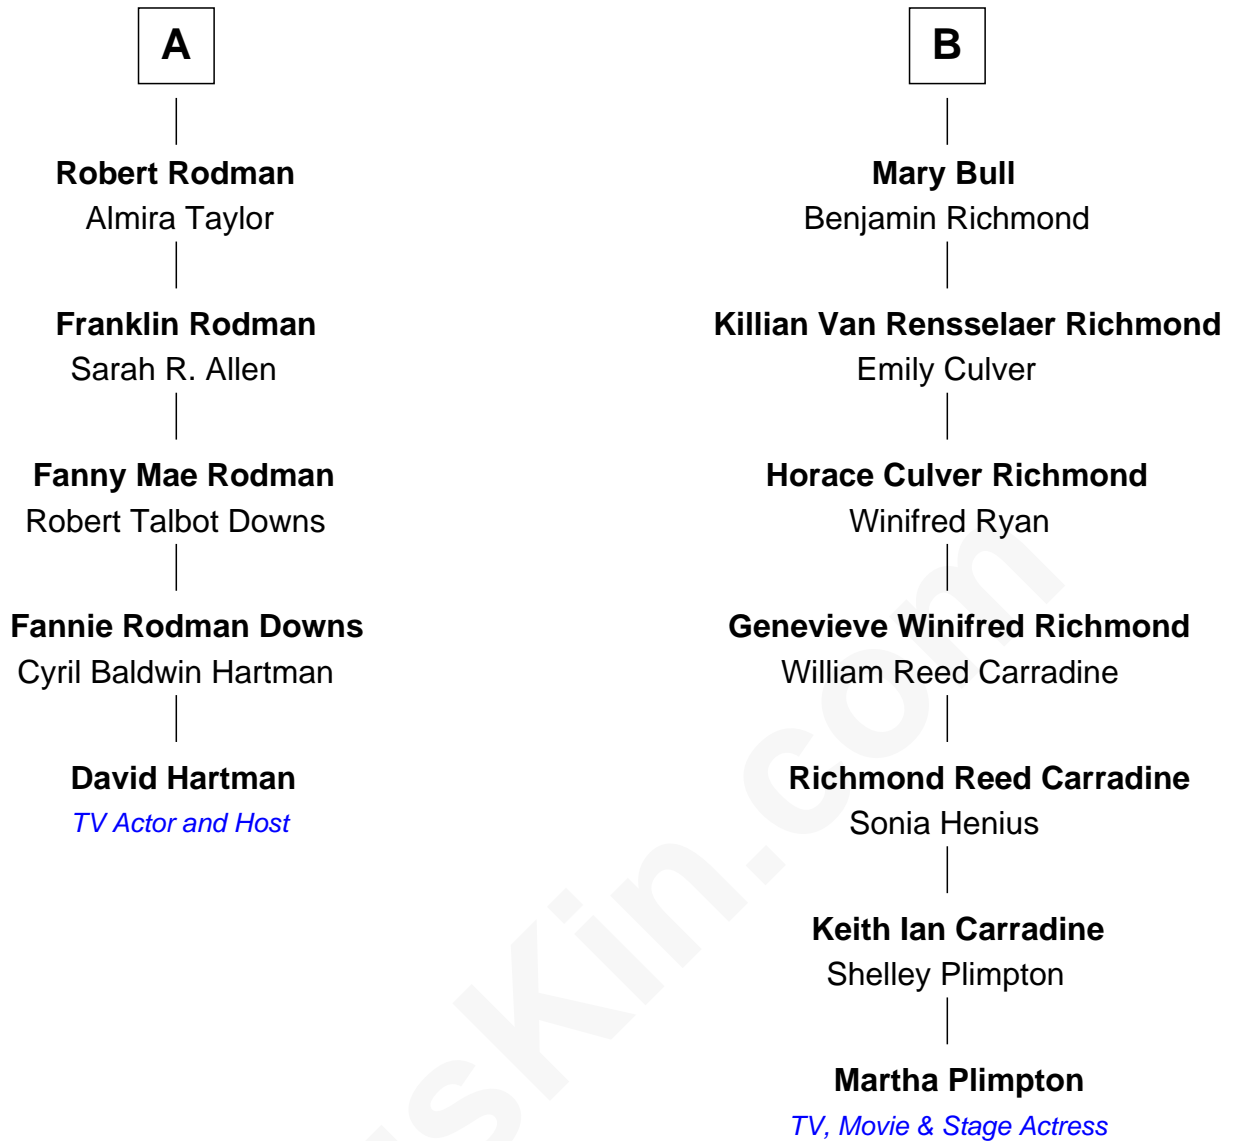 A
Robert Rodman
Almira Taylor
Franklin Rodman
Sarah R. Allen
Fanny Mae Rodman
Robert Talbot Downs
Fannie Rodman Downs
Cyril Baldwin Hartman
David Hartman
TV Actor and Host
B
Mary Bull
Benjamin Richmond
Killian Van Rensselaer Richmond
Emily Culver
Horace Culver Richmond
Winifred Ryan
Genevieve Winifred Richmond
William Reed Carradine
Richmond Reed Carradine
Sonia Henius
Keith Ian Carradine
Shelley Plimpton
Martha Plimpton
TV, Movie & Stage Actress
sKin.com